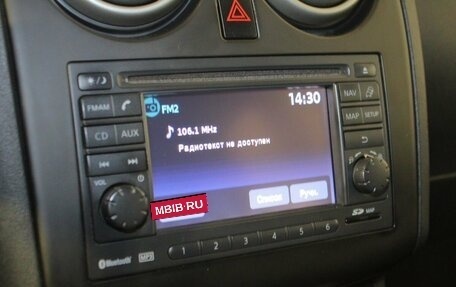 FM·AM
CD
AUX
VOL
NAV
MAP
SETUP
FM2
14:30
106.1 MHz
Радиотекст не доступен
Список
Ручн.
MBIB.RU
1 2 3 4 5 6
Bluetooth
MP3
SD MAP